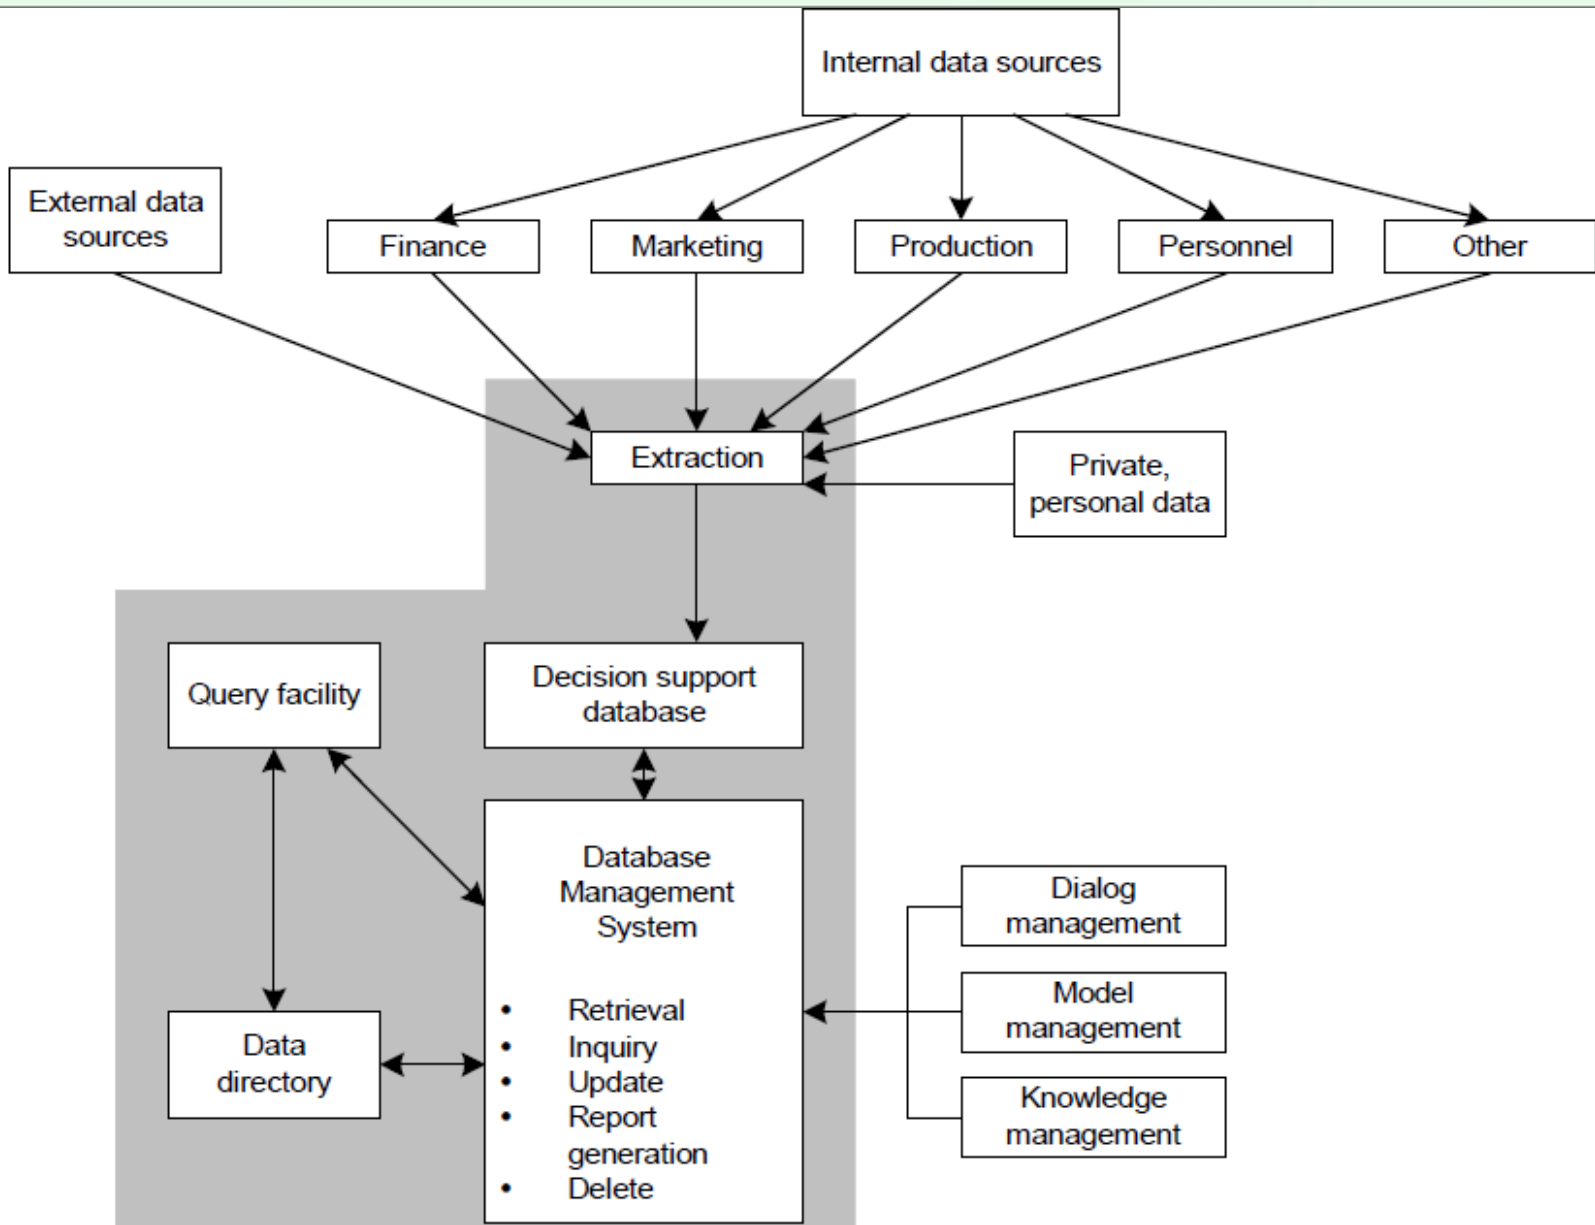 Internal data sources
External data
sources
Finance
Marketing
Production
Personnel
Other
Extraction
Private,
personal data
Query facility
Decision support
database
Database
Management
System
• Retrieval
• Inquiry
• Update
• Report
generation
• Delete
Data
directory
Dialog
management
Model
management
Knowledge
management